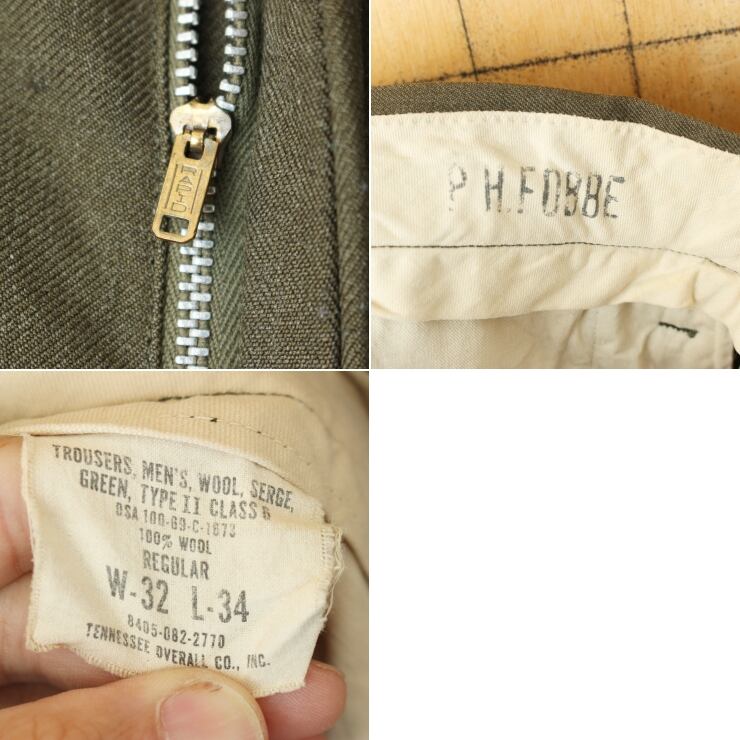 RAPID
P H.FOBBE
TROUSERS, MEN'S, WOOL, SERGE,
GREEN, TYPE II CLASS 6
DSA 100-69-C-1673
100% WOOL
REGULAR
W-32 L-34
8405-082-2770
TENNESSEE OVERALL CO., INC.